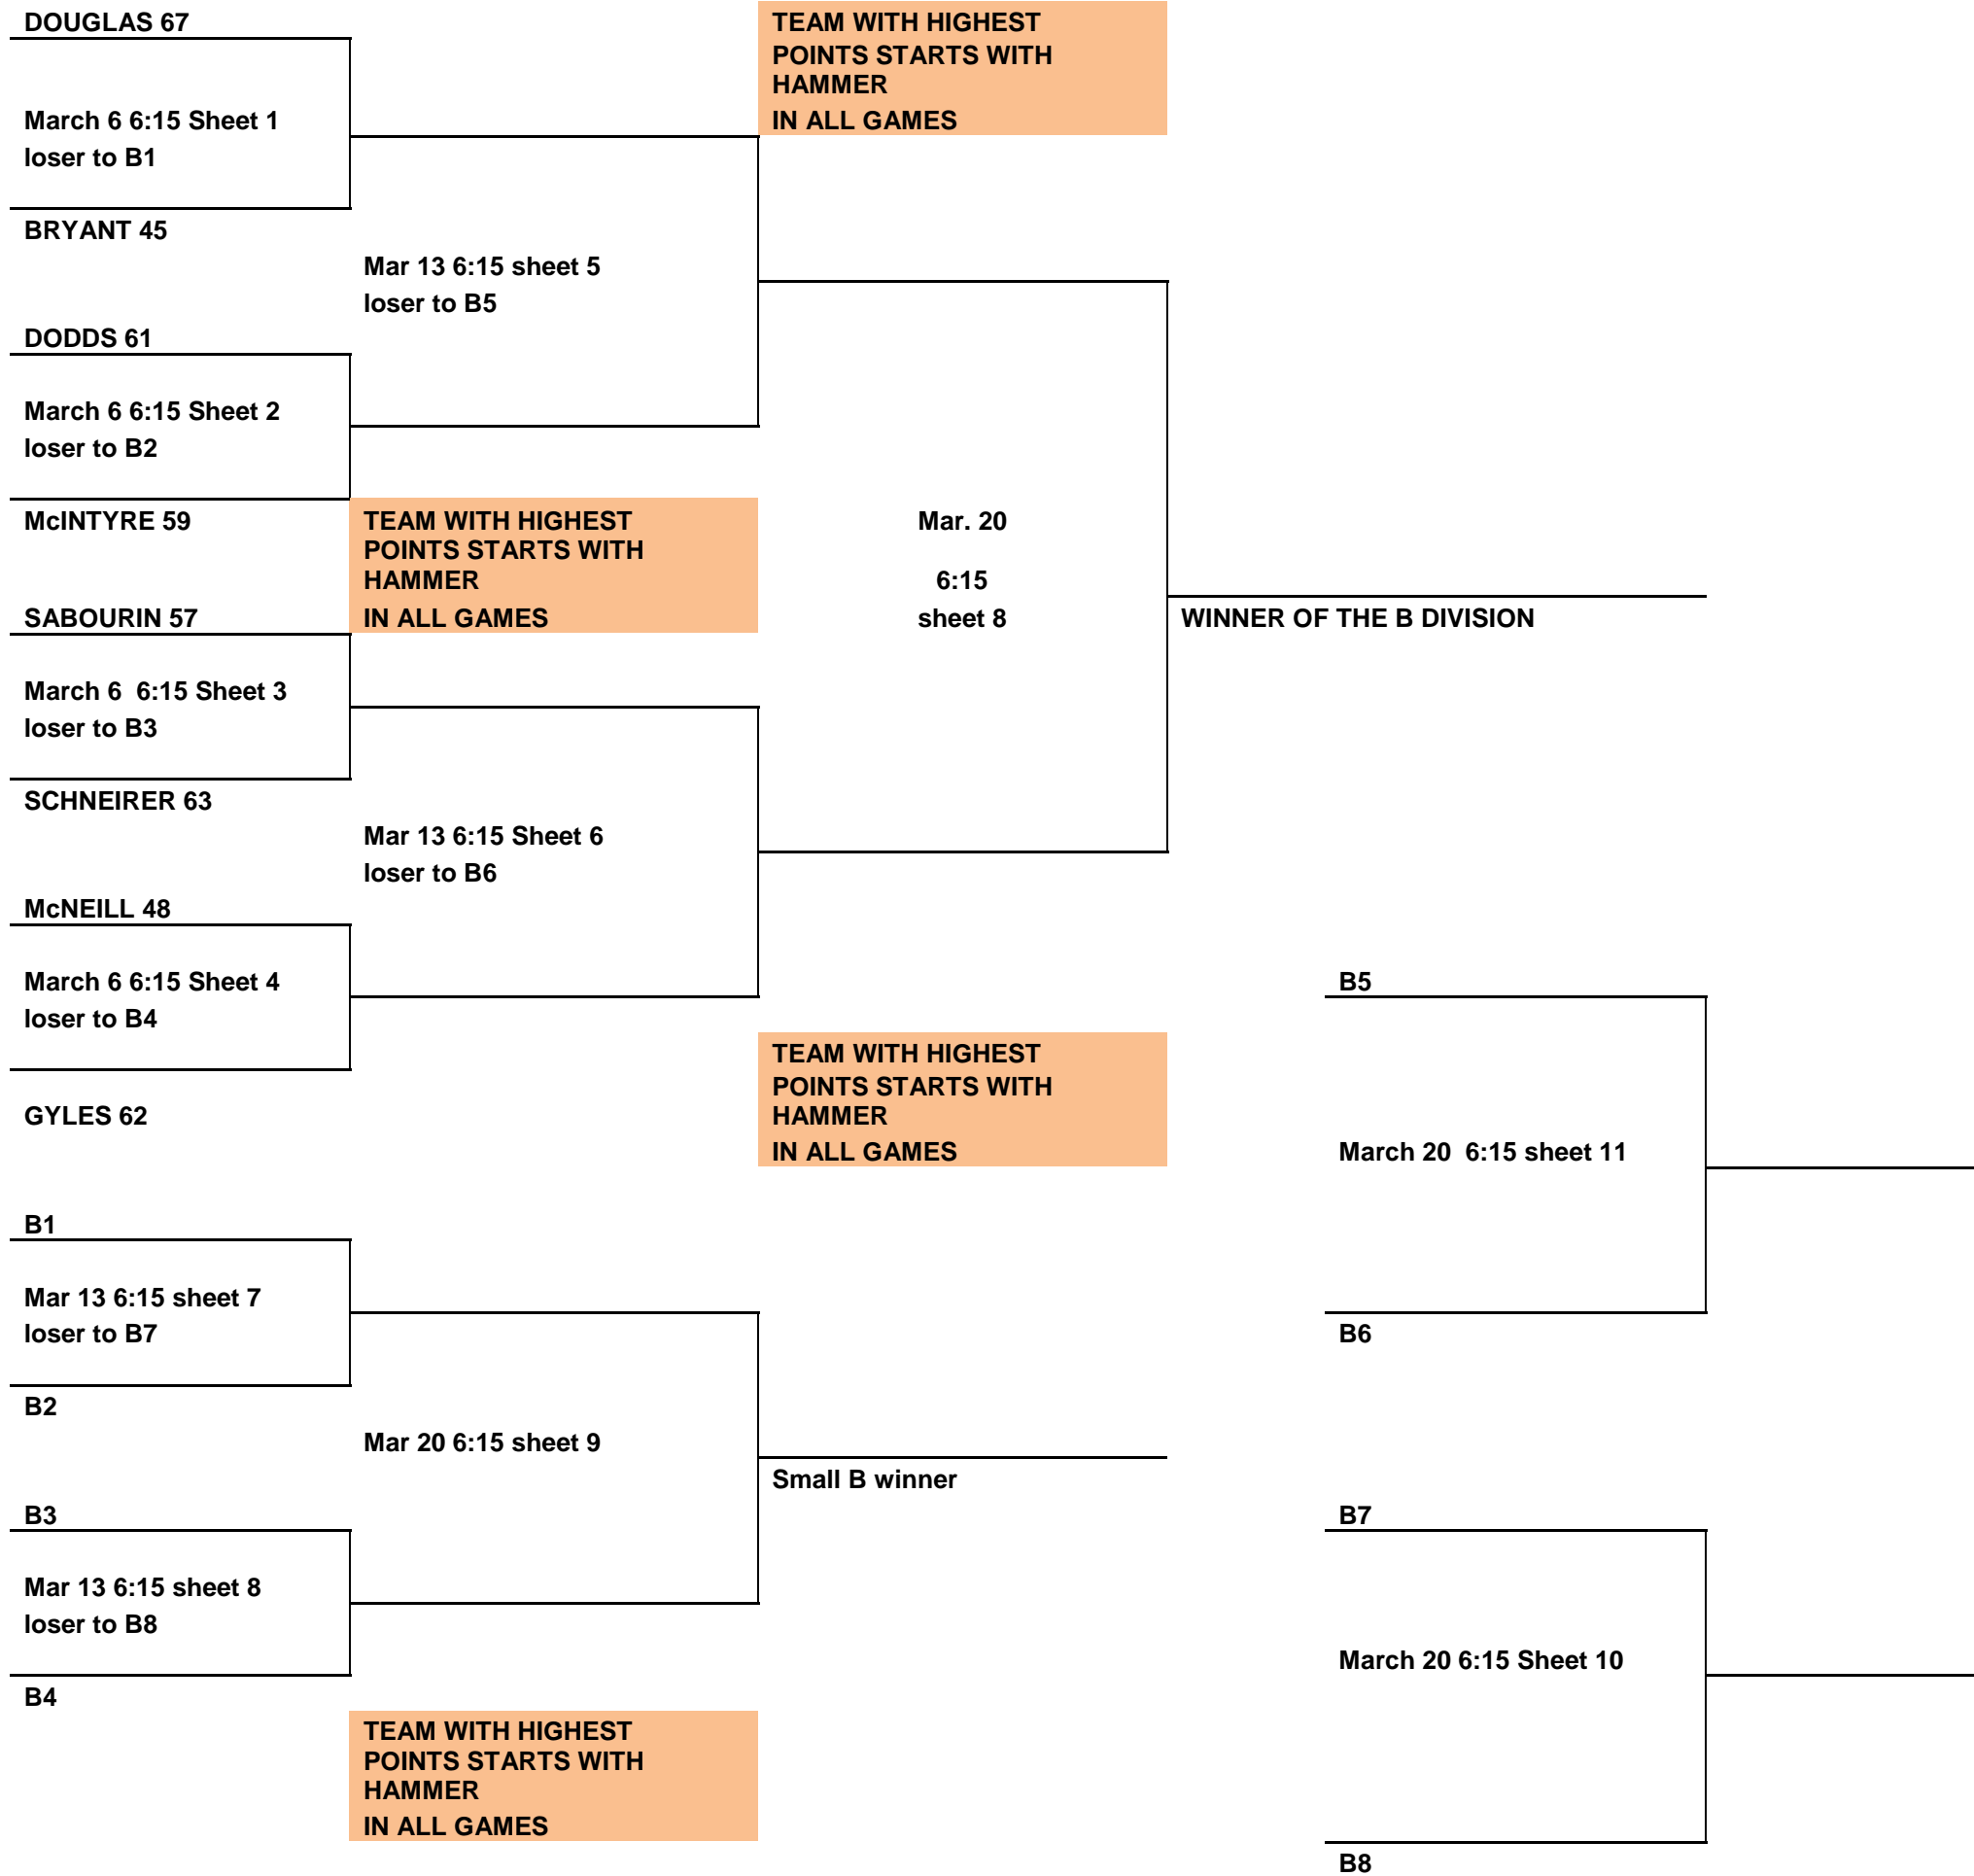 DOUGLAS 67
TEAM WITH HIGHEST
POINTS STARTS WITH
HAMMER
IN ALL GAMES
March 6 6:15 Sheet 1
loser to B1
BRYANT 45
Mar 13 6:15 sheet 5
loser to B5
DODDS 61
March 6 6:15 Sheet 2
loser to B2
McINTYRE 59
TEAM WITH HIGHEST
POINTS STARTS WITH
HAMMER
IN ALL GAMES
Mar. 20
6:15
sheet 8
SABOURIN 57
WINNER OF THE B DIVISION
March 6  6:15 Sheet 3
loser to B3
SCHNEIRER 63
Mar 13 6:15 Sheet 6
loser to B6
McNEILL 48
March 6 6:15 Sheet 4
loser to B4
B5
TEAM WITH HIGHEST
POINTS STARTS WITH
HAMMER
IN ALL GAMES
GYLES 62
March 20  6:15 sheet 11
B1
Mar 13 6:15 sheet 7
loser to B7
B6
B2
Mar 20 6:15 sheet 9
Small B winner
B3
B7
Mar 13 6:15 sheet 8
loser to B8
March 20 6:15 Sheet 10
B4
TEAM WITH HIGHEST
POINTS STARTS WITH
HAMMER
IN ALL GAMES
B8